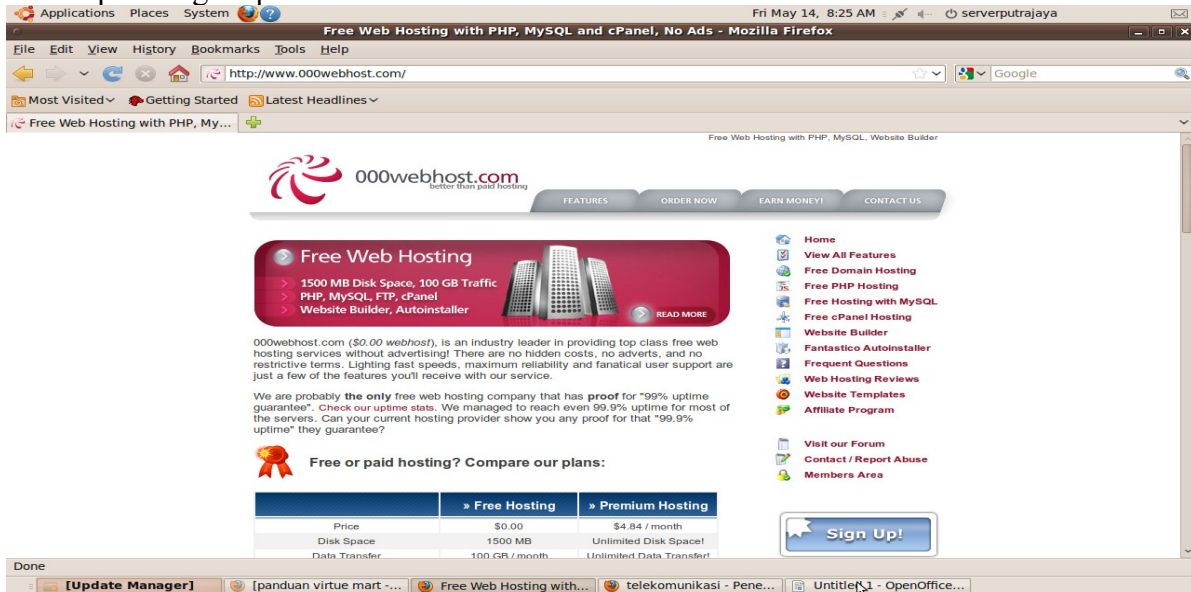 Applications Places System Fri May 14, 8:25 AM serverputrajaya
Free Web Hosting with PHP, MySQL and cPanel, No Ads - Mozilla Firefox
File Edit View History Bookmarks Tools Help
http://www.000webhost.com/ Google
Most Visited Getting Started Latest Headlines
Free Web Hosting with PHP, My...
Free Web Hosting with PHP, MySQL, Website Builder
000webhost.com
better than paid hosting
FEATURES ORDER NOW EARN MONEY! CONTACT US
Free Web Hosting
1500 MB Disk Space, 100 GB Traffic
PHP, MySQL, FTP, cPanel
Website Builder, Autoinstaller
READ MORE
000webhost.com ($0.00 webhost), is an industry leader in providing top class free web
hosting services without advertising! There are no hidden costs, no adverts, and no
restrictive terms. Lighting fast speeds, maximum reliability and fanatical user support are
just a few of the features you'll receive with our service.
We are probably the only free web hosting company that has proof for "99% uptime
guarantee". Check our uptime stats. We managed to reach even 99.9% uptime for most of
the servers. Can your current hosting provider show you any proof for that "99.9%
uptime" they guarantee?
Free or paid hosting? Compare our plans:
» Free Hosting » Premium Hosting
Price $0.00 $4.84 / month
Disk Space 1500 MB Unlimited Disk Space!
Data Transfer 100 GB / month Unlimited Data Transfer!
Home
View All Features
Free Domain Hosting
Free PHP Hosting
Free Hosting with MySQL
Free cPanel Hosting
Website Builder
Fantastico Autoinstaller
Frequent Questions
Web Hosting Reviews
Website Templates
Affiliate Program
Visit our Forum
Contact / Report Abuse
Members Area
Sign Up!
Done
[Update Manager] [panduan virtue mart -... Free Web Hosting with... telekomunikasi - Pene... Untitled 1 - OpenOffice...